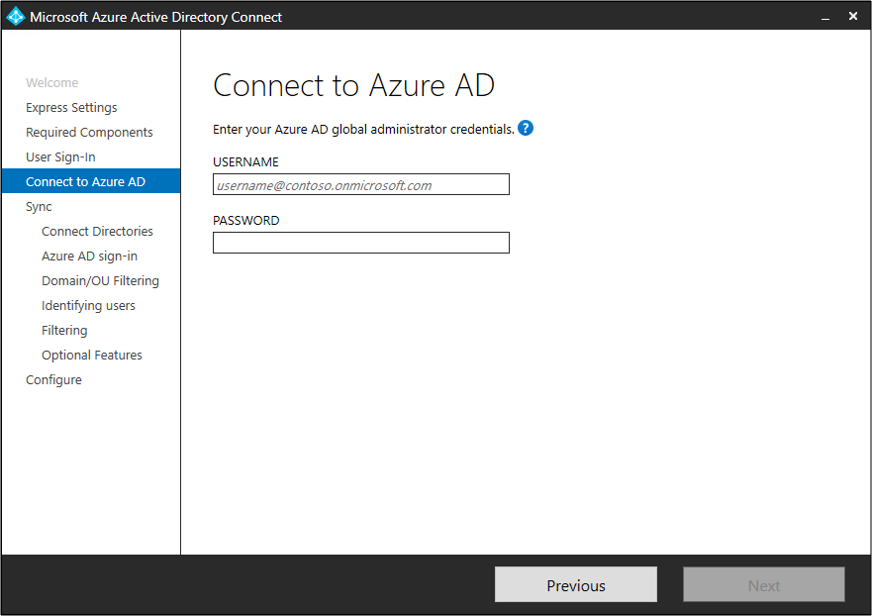 Microsoft Azure Active Directory Connect
Welcome
Express Settings
Required Components
User Sign-In
Connect to Azure AD
Sync
Connect Directories
Azure AD sign-in
Domain/OU Filtering
Identifying users
Filtering
Optional Features
Configure
Connect to Azure AD
Enter your Azure AD global administrator credentials. ?
USERNAME
username@contoso.onmicrosoft.com
PASSWORD
Previous
Next